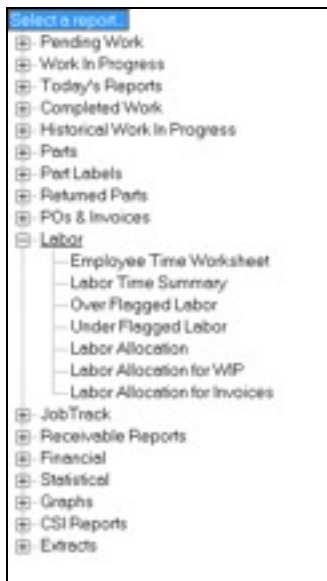 Select a report...
Pending Work
Work In Progress
Today's Reports
Completed Work
Historical Work In Progress
Parts
Part Labels
Returned Parts
POs & Invoices
Labor
Employee Time Worksheet
Labor Time Summary
Over Flagged Labor
Under Flagged Labor
Labor Allocation
Labor Allocation for WIP
Labor Allocation for Invoices
JobTrack
Receivable Reports
Financial
Statistical
Graphs
CSI Reports
Extracts